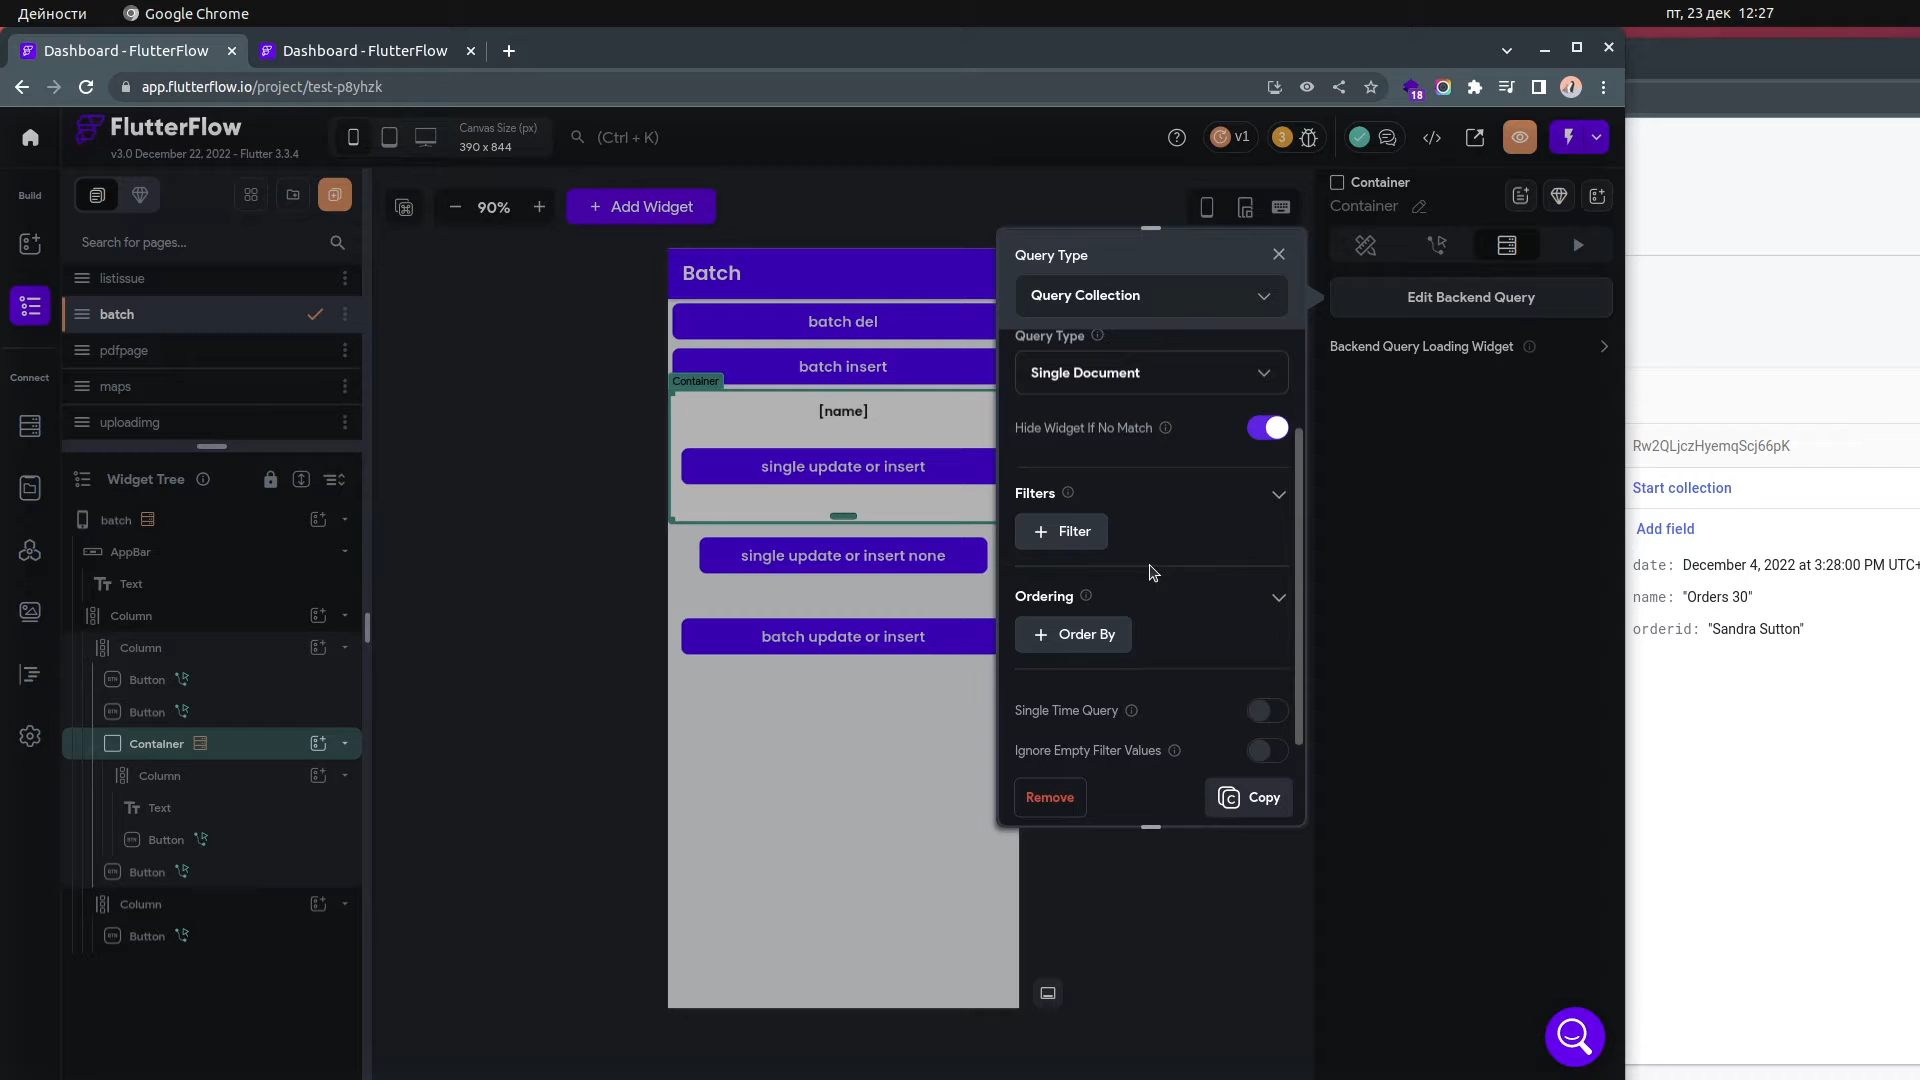 Дейности
Google Chrome
пт, 23 дек 12:27
Dashboard - FlutterFlow
Dashboard - FlutterFlow
app.flutterflow.io/project/test-p8yhzk
18
FlutterFlow
v3.0 December 22, 2022 - Flutter 3.3.4
Canvas Size (px)
390 x 844
(Ctrl + K)
v1
3
Build
Connect
Search for pages...
listissue
batch
pdfpage
maps
uploadimg
Widget Tree
batch
AppBar
Text
Column
Column
Button
Button
Container
Column
Text
Button
Button
Column
Button
90%
+ Add Widget
Batch
batch del
batch insert
Container
[name]
single update or insert
single update or insert none
batch update or insert
Query Type
Query Collection
Query Type
Single Document
Hide Widget If No Match
Filters
+ Filter
Ordering
+ Order By
Single Time Query
Ignore Empty Filter Values
Remove
Copy
Container
Container
Edit Backend Query
Backend Query Loading Widget
Rw2QLjczHyemqScj66pK
Start collection
Add field
date: December 4, 2022 at 3:28:00 PM UTC+
name: "Orders 30"
orderid: "Sandra Sutton"